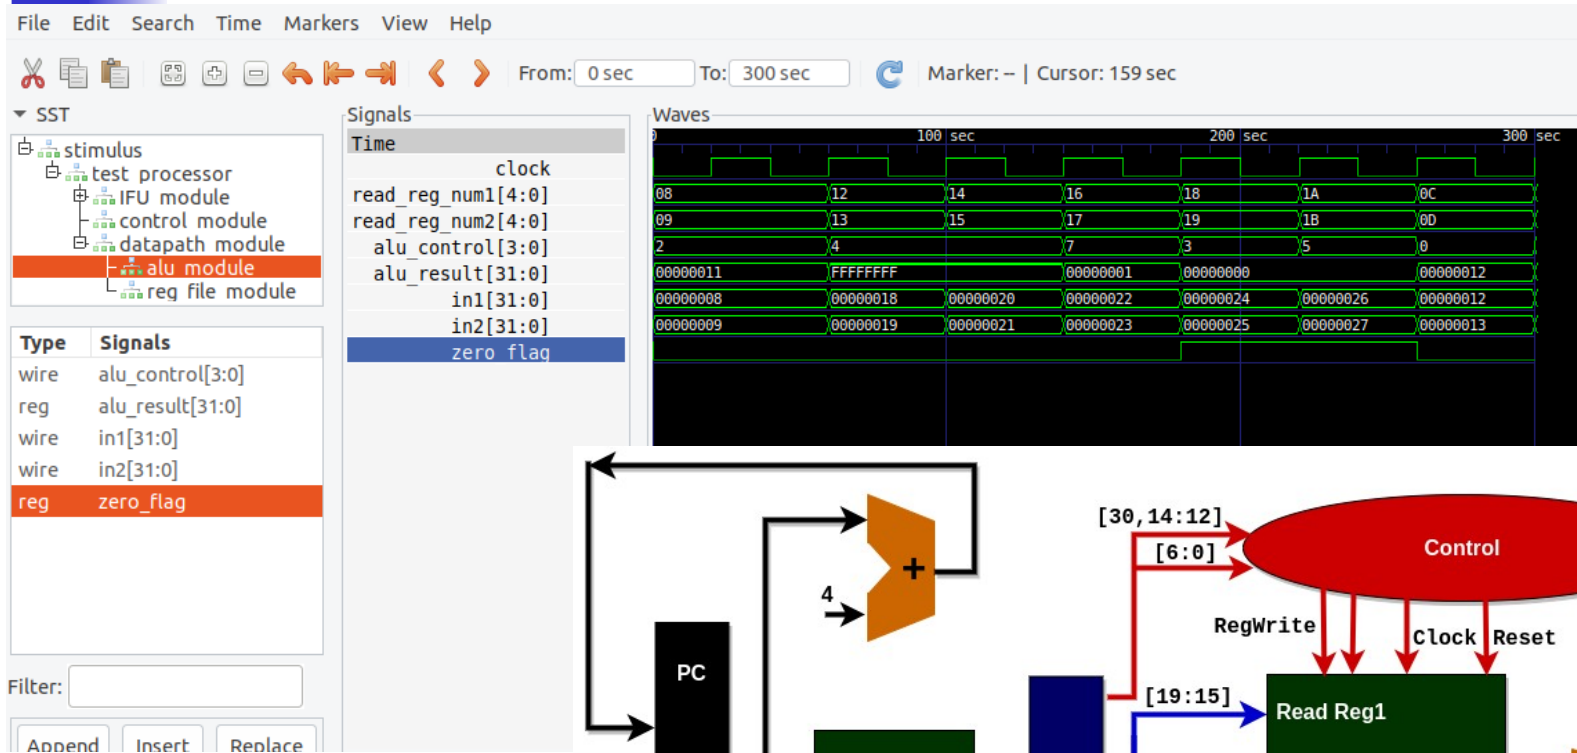 File Edit Search Time Markers View Help
From: 0 sec To: 300 sec Marker: -- | Cursor: 159 sec
SST
stimulus
test processor
IFU module
control module
datapath module
alu module
reg file module
Type Signals
wire alu_control[3:0]
reg alu_result[31:0]
wire in1[31:0]
wire in2[31:0]
reg zero_flag
Filter:
Append Insert Replace
Signals
Time
clock
read_reg_num1[4:0]
read_reg_num2[4:0]
alu_control[3:0]
alu_result[31:0]
in1[31:0]
in2[31:0]
zero flag
Waves
0 100 sec 200 sec 300 sec
08 12 14 16 18 1A 0C
09 13 15 17 19 1B 0D
2 4 7 3 5 0
00000011 FFFFFFFF 00000001 00000000 00000012
00000008 00000018 00000020 00000022 00000024 00000026 00000012
00000009 00000019 00000021 00000023 00000025 00000027 00000013
[30,14:12]
[6:0]
Control
+
4
RegWrite
Clock Reset
PC
[19:15]
Read Reg1